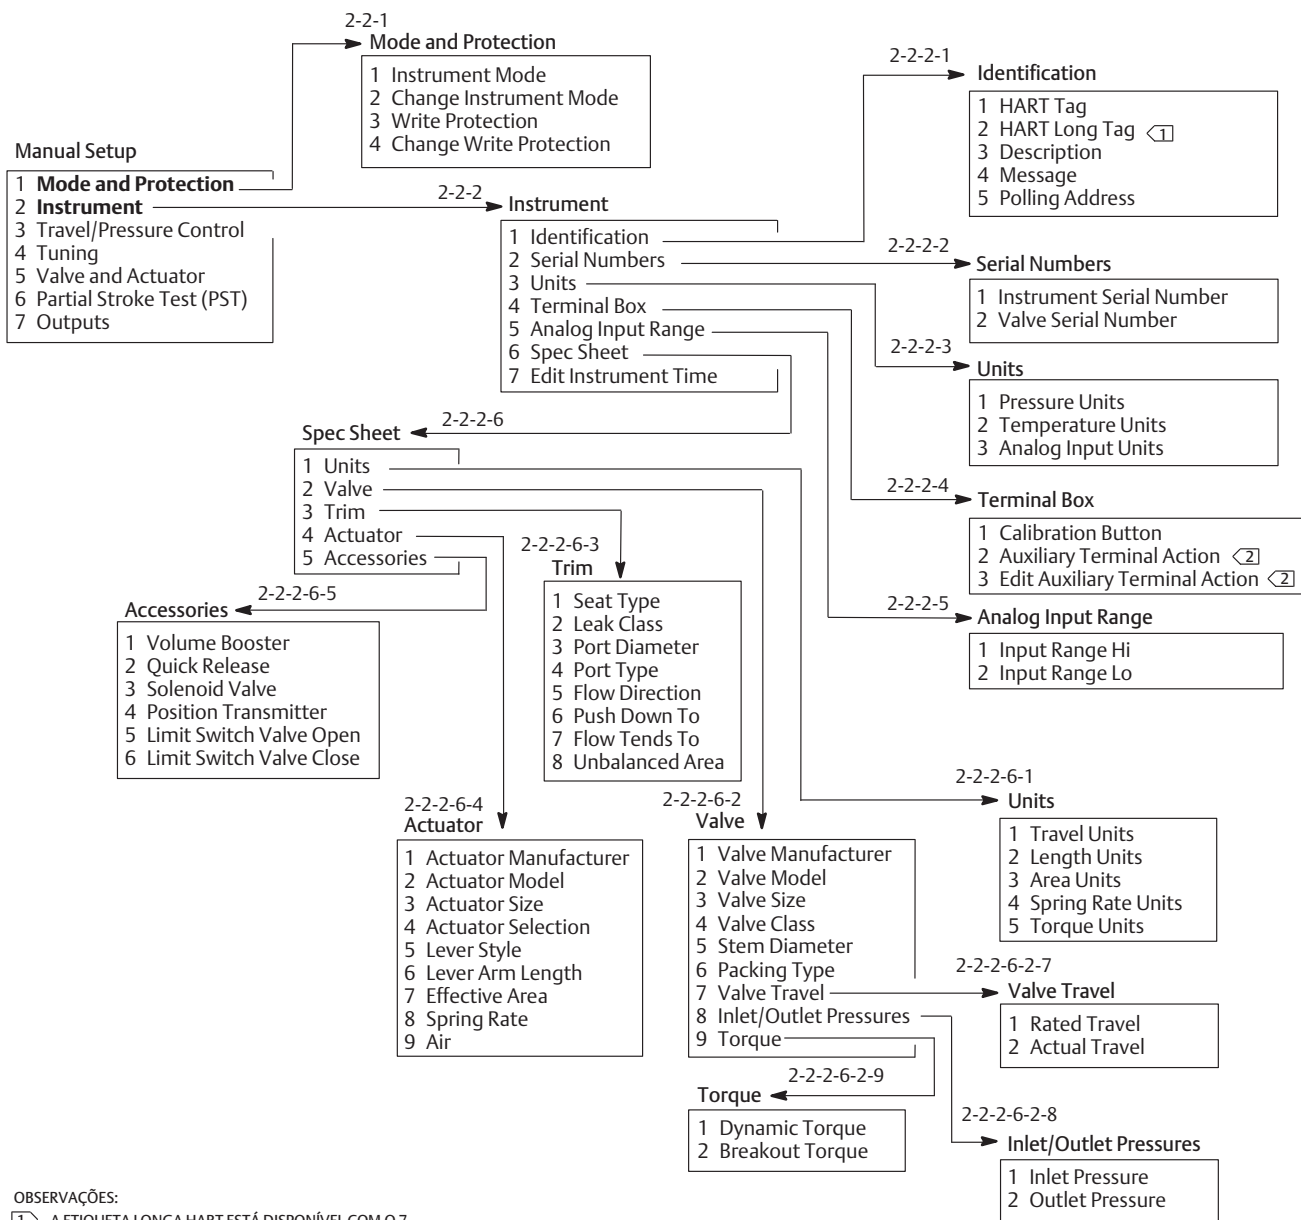 2-2-1
Mode and Protection
1 Instrument Mode
2 Change Instrument Mode
3 Write Protection
4 Change Write Protection
Manual Setup
1 Mode and Protection
2 Instrument
3 Travel/Pressure Control
4 Tuning
5 Valve and Actuator
6 Partial Stroke Test (PST)
7 Outputs
2-2-2
Instrument
1 Identification
2 Serial Numbers
3 Units
4 Terminal Box
5 Analog Input Range
6 Spec Sheet
7 Edit Instrument Time
2-2-2-1
Identification
1 HART Tag
2 HART Long Tag 1
3 Description
4 Message
5 Polling Address
2-2-2-2
Serial Numbers
1 Instrument Serial Number
2 Valve Serial Number
2-2-2-3
Units
1 Pressure Units
2 Temperature Units
3 Analog Input Units
2-2-2-4
Terminal Box
1 Calibration Button
2 Auxiliary Terminal Action 2
3 Edit Auxiliary Terminal Action 2
2-2-2-5
Analog Input Range
1 Input Range Hi
2 Input Range Lo
2-2-2-6
Spec Sheet
1 Units
2 Valve
3 Trim
4 Actuator
5 Accessories
2-2-2-6-5
Accessories
1 Volume Booster
2 Quick Release
3 Solenoid Valve
4 Position Transmitter
5 Limit Switch Valve Open
6 Limit Switch Valve Close
2-2-2-6-3
Trim
1 Seat Type
2 Leak Class
3 Port Diameter
4 Port Type
5 Flow Direction
6 Push Down To
7 Flow Tends To
8 Unbalanced Area
2-2-2-6-4
Actuator
1 Actuator Manufacturer
2 Actuator Model
3 Actuator Size
4 Actuator Selection
5 Lever Style
6 Lever Arm Length
7 Effective Area
8 Spring Rate
9 Air
2-2-2-6-2
Valve
1 Valve Manufacturer
2 Valve Model
3 Valve Size
4 Valve Class
5 Stem Diameter
6 Packing Type
7 Valve Travel
8 Inlet/Outlet Pressures
9 Torque
2-2-2-6-1
Units
1 Travel Units
2 Length Units
3 Area Units
4 Spring Rate Units
5 Torque Units
2-2-2-6-2-7
Valve Travel
1 Rated Travel
2 Actual Travel
2-2-2-6-2-9
Torque
1 Dynamic Torque
2 Breakout Torque
2-2-2-6-2-8
Inlet/Outlet Pressures
1 Inlet Pressure
2 Outlet Pressure
OBSERVAÇÕES:
1 A ETIQUETA LONGA HART ESTÁ DISPONÍVEL COM O 7